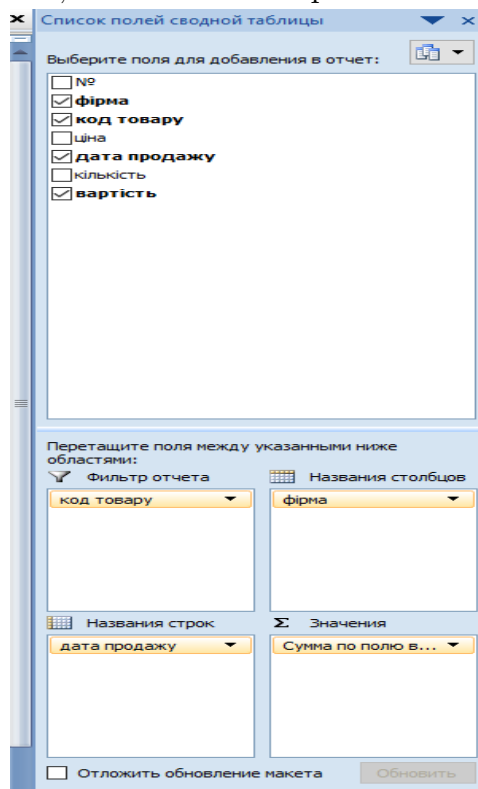 Список полей сводной таблицы
Выберите поля для добавления в отчет:
№
фірма
код товару
ціна
дата продажу
кількість
вартість
Перетащите поля между указанными ниже
областями:
Фильтр отчета
Названия столбцов
код товару
фірма
Названия строк
Σ Значения
дата продажу
Сумма по полю в...
Отложить обновление макета
Обновить